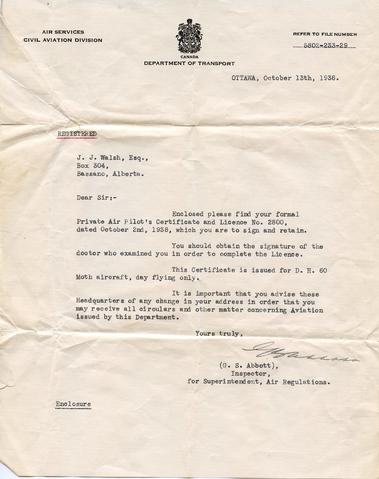 AIR SERVICES
CIVIL AVIATION DIVISION
CANADA
DEPARTMENT OF TRANSPORT
REFER TO FILE NUMBER
5802-233-29
OTTAWA, October 13th, 1938.
REGISTERED
J. J. Walsh, Esq.,
Box 304,
Bassano, Alberta.
Dear Sir:-
Enclosed please find your formal
Private Air Pilot's Certificate and Licence No. 2800,
dated October 2nd, 1938, which you are to sign and retain.
You should obtain the signature of the
doctor who examined you in order to complete the Licence.
This Certificate is issued for D. H. 60
Moth aircraft, day flying only.
It is important that you advise these
Headquarters of any change in your address in order that you
may receive all circulars and other matter concerning Aviation
issued by this Department.
Yours truly,
(G. S. Abbott),
Inspector,
for Superintendent, Air Regulations.
Enclosure